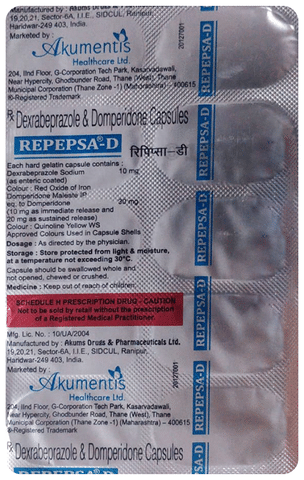 19,20,21, Sector-6A, I.I.E., SIDCUL, Ranipur,
Haridwar-249 403, India.
Marketed by :
Akumentis
Healthcare Ltd.
204, IInd Floor, G-Corporation Tech Park, Kasarvadawali,
Near Hypercity, Ghodbunder Road, Thane (West), Thane
Municipal Corporation (Thane Zone -1) (Maharashtra) – 400615
®-Registered Trademark
20127001
REPEPSA-D
Rx Dexrabeprazole & Domperidone Capsules
REPEPSA®-D
रिपिप्सा-डी
Each hard gelatin capsule contains :
Dexrabeprazole Sodium 10 mg
(as enteric coated)
Colour : Red Oxide of Iron
Domperidone Maleate IP
eq. to Domperidone 30 mg
(10 mg as immediate release and
20 mg as sustained release)
Colour : Quinoline Yellow WS
Approved Colours Used in Capsule Shells
Dosage : As directed by the physician.
Storage : Store protected from light & moisture,
at a temperature not exceeding 30°C.
Capsule should be swallowed whole and
not opened, chewed or crushed.
Medicine : Keep out of reach of children.
REPEPSA-D
SCHEDULE H PRESCRIPTION DRUG - CAUTION
Not to be sold by retail without the prescription
of a Registered Medical Practitioner.
REPEPSA-D
Mfg. Lic. No. : 10/UA/2004
Manufactured by : Akums Drugs & Pharmaceuticals Ltd.
19,20,21, Sector-6A, I.I.E., SIDCUL, Ranipur,
Haridwar-249 403, India.
Marketed by :
Akumentis
Healthcare Ltd.
204, IInd Floor, G-Corporation Tech Park, Kasarvadawali,
Near Hypercity, Ghodbunder Road, Thane (West), Thane
Municipal Corporation (Thane Zone -1) (Maharashtra) – 400615
®-Registered Trademark
20127001
REPEPSA-D
Rx Dexrabeprazole & Domperidone Capsules
REPEPSA®-D